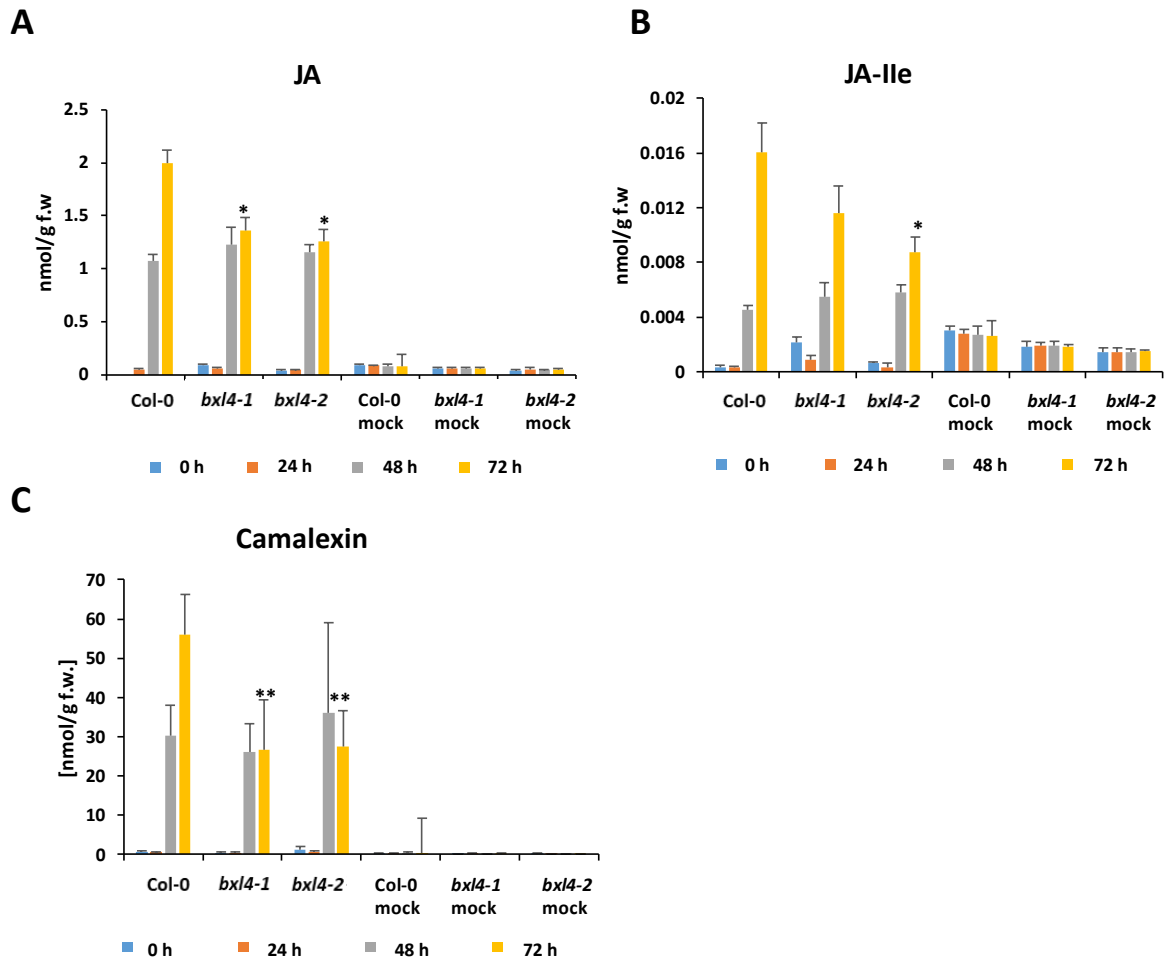 A
JA
nmol/g f.w
2.5
2
1.5
1
0.5
0
*
*
Col-0
bxl4-1
bxl4-2
Col-0
mock
bxl4-1
mock
bxl4-2
mock
0 h
24 h
48 h
72 h
B
JA-Ile
nmol/g f.w
0.02
0.016
0.012
0.008
0.004
0
*
Col-0
bxl4-1
bxl4-2
Col-0
mock
bxl4-1
mock
bxl4-2
mock
0 h
24 h
48 h
72 h
C
Camalexin
[nmol/g f.w.]
70
60
50
40
30
20
10
0
**
**
Col-0
bxl4-1
bxl4-2
Col-0
mock
bxl4-1
mock
bxl4-2
mock
0 h
24 h
48 h
72 h